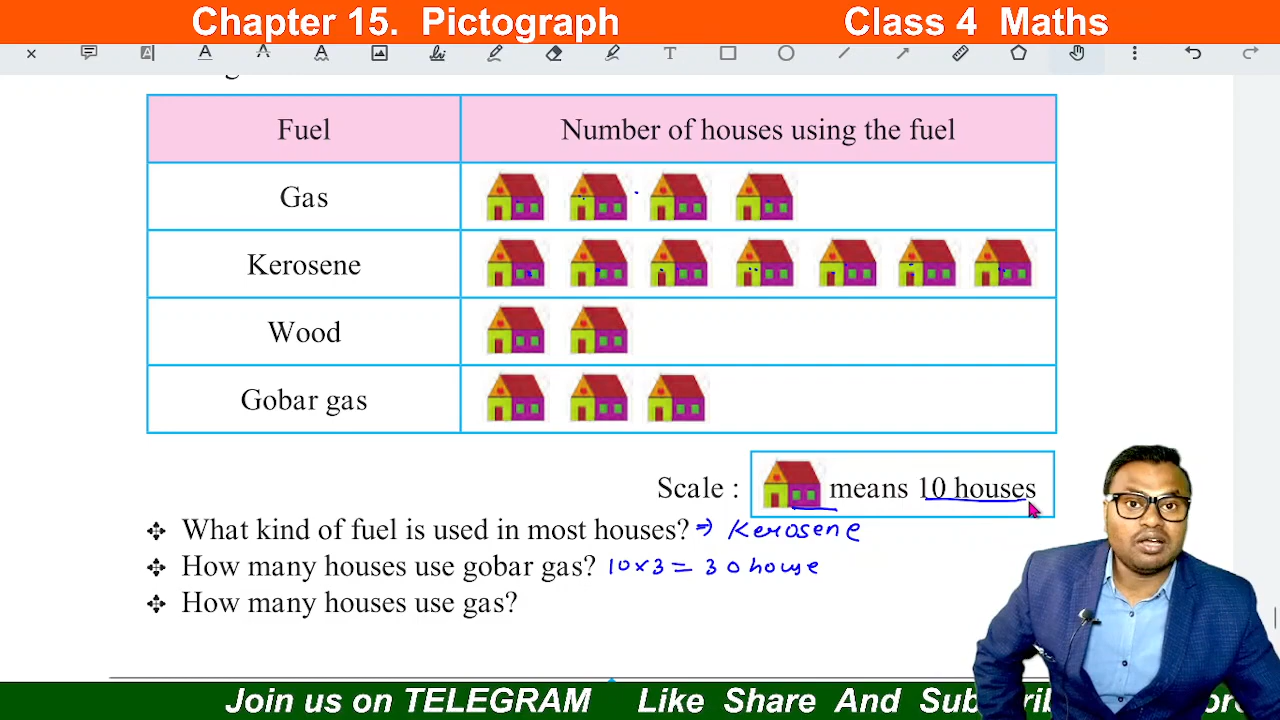 Chapter 15. Pictograph Class 4 Maths
Fuel Number of houses using the fuel
Gas
Kerosene
Wood
Gobar gas
Scale : means 10 houses
What kind of fuel is used in most houses? ⇒ Kerosene
How many houses use gobar gas? 10×3 = 30 house
How many houses use gas?
Join us on TELEGRAM Like Share And Sub